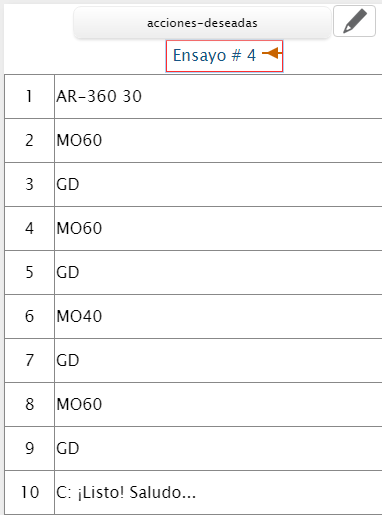 acciones-deseadas
Ensayo # 4
1 AR-360 30
2 MO60
3 GD
4 MO60
5 GD
6 MO40
7 GD
8 MO60
9 GD
10 C: ¡Listo! Saludo...